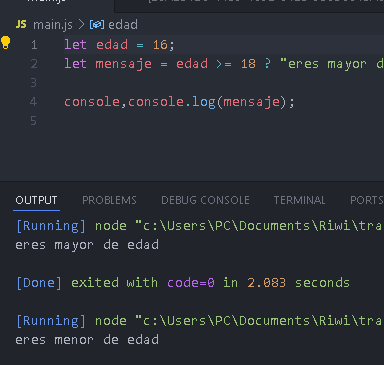 JS main.js > edad
1 let edad = 16;
2 let mensaje = edad >= 18 ? "eres mayor d
3
4 console,console.log(mensaje);
5
OUTPUT PROBLEMS DEBUG CONSOLE TERMINAL PORTS
[Running] node "c:\Users\PC\Documents\Riwi\tra
eres mayor de edad
[Done] exited with code=0 in 2.083 seconds
[Running] node "c:\Users\PC\Documents\Riwi\tra
eres menor de edad